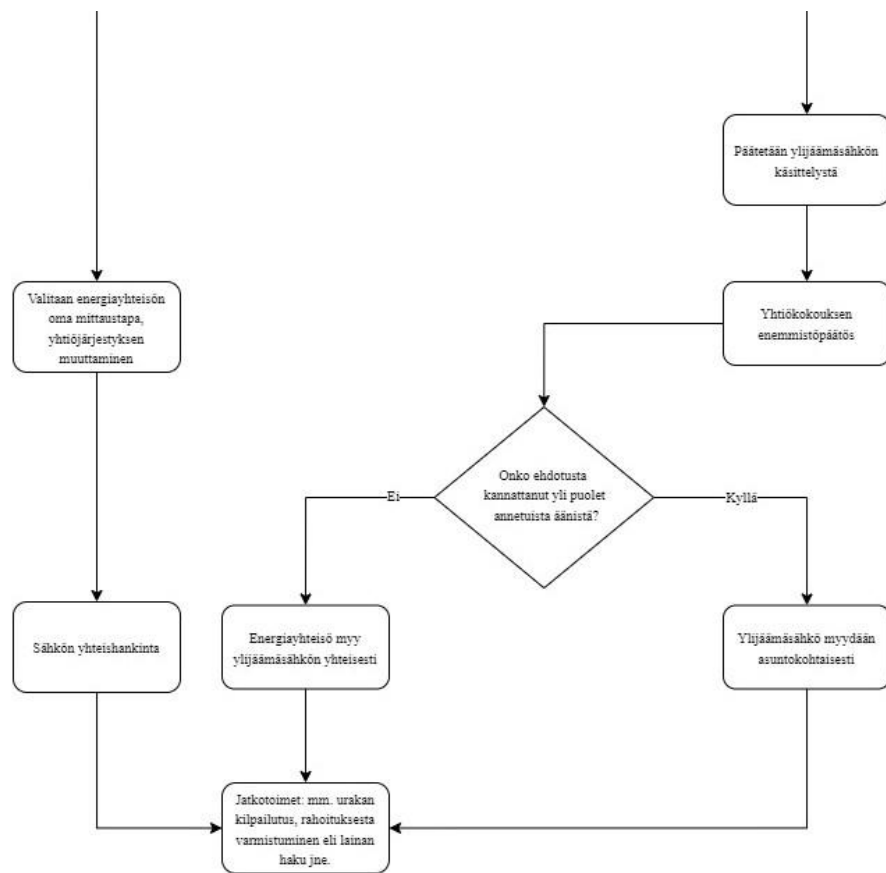 Päätetään ylijäämäsähkön
käsittelystä
Valitaan energiayhteisön
oma mittaustapa,
yhtiöjärjestyksen
muuttaminen
Yhtiökokouksen
enemmistöpäätös
Onko ehdotusta
kannattanut yli puolet
annetuista äänistä?
Ei
Kyllä
Sähkön yhteishankinta
Energiayhteisö myy
ylijäämäsähkön yhteisesti
Ylijäämäsähkö myydään
asuntokohtaisesti
Jatkotoimet: mm. urakan
kilpailutus, rahoituksesta
varmistuminen eli lainan
haku jne.